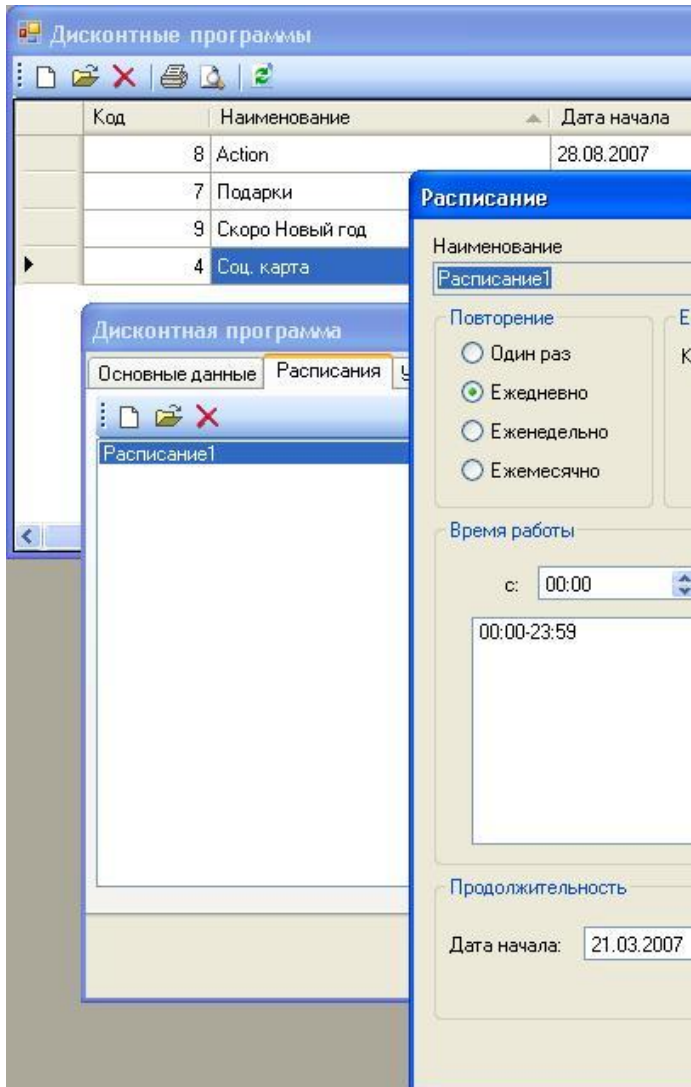 Дисконтные программы
Код Наименование Дата начала
8 Action 28.08.2007
7 Подарки
9 Скоро Новый год
4 Соц. карта
Дисконтная программа
Основные данные Расписания
Расписание1
Расписание
Наименование
Расписание1
Повторение
Один раз
Ежедневно
Еженедельно
Ежемесячно
Время работы
с: 00:00
00:00-23:59
Продолжительность
Дата начала: 21.03.2007